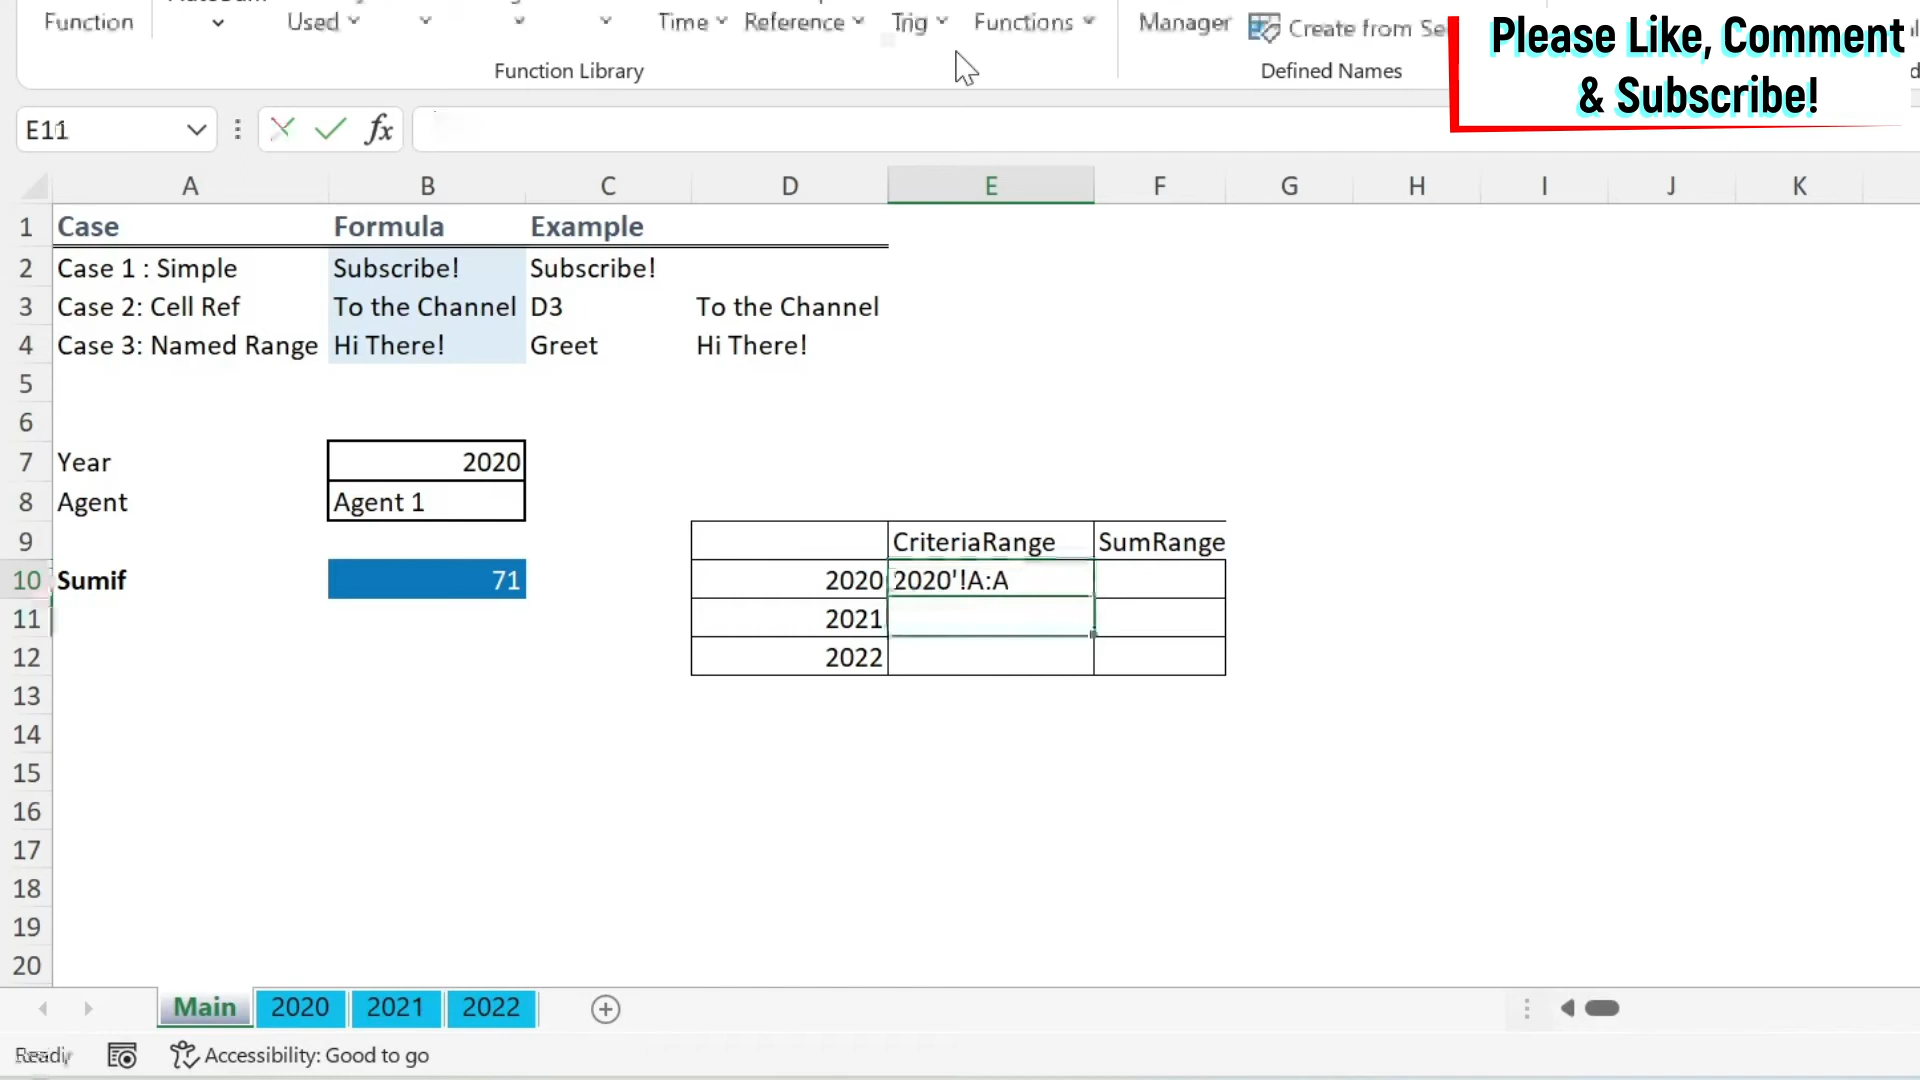 Function
Used
Time
Reference
Trig
Functions
Manager
Create from Se
Function Library
Defined Names
Please Like, Comment
& Subscribe!
E11
fx
A B C D E F G H I J K
1 Case Formula Example
2 Case 1 : Simple Subscribe! Subscribe!
3 Case 2: Cell Ref To the Channel D3 To the Channel
4 Case 3: Named Range Hi There! Greet Hi There!
5
6
7 Year 2020
8 Agent Agent 1
9 CriteriaRange SumRange
10 Sumif 71 2020 2020'!A:A
11 2021
12 2022
13
14
15
16
17
18
19
20
Main 2020 2021 2022
Ready
Accessibility: Good to go